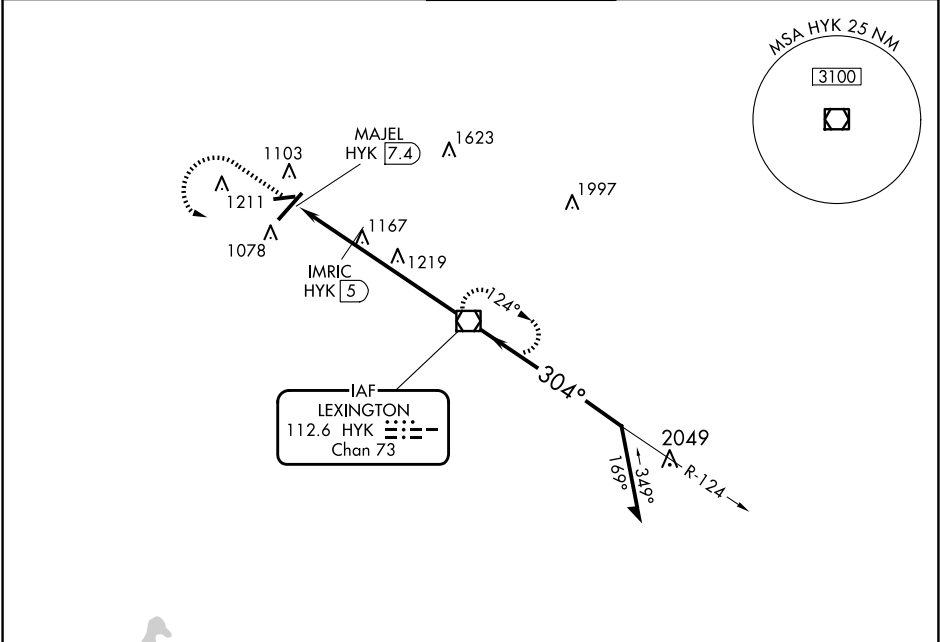 MSA HYK 25 NM
3100
MAJEL
HYK 7.4
1623
1103
1997
1211
1167
1078
1219
IMRIC
HYK 5
124°
304°
IAF
LEXINGTON
112.6 HYK
Chan 73
2049
169°
349°
R-124